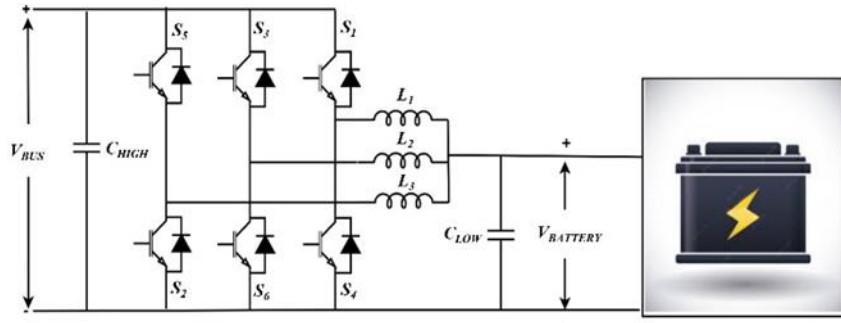 +
S5
S3
S1
L1
+
VBUS
CHIGH
L2
L3
CLOW
VBATTERY
S2
S6
S4
-